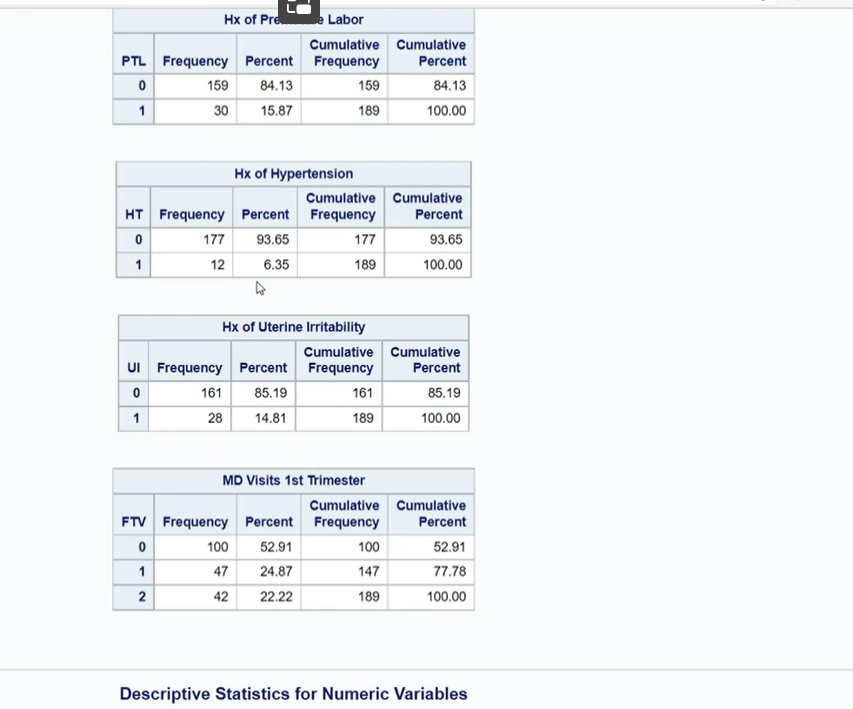 Hx of Pre e Labor
Cumulative Cumulative
PTL Frequency Percent Frequency Percent
0 159 84.13 159 84.13
1 30 15.87 189 100.00
Hx of Hypertension
Cumulative Cumulative
HT Frequency Percent Frequency Percent
0 177 93.65 177 93.65
1 12 6.35 189 100.00
Hx of Uterine Irritability
Cumulative Cumulative
UI Frequency Percent Frequency Percent
0 161 85.19 161 85.19
1 28 14.81 189 100.00
MD Visits 1st Trimester
Cumulative Cumulative
FTV Frequency Percent Frequency Percent
0 100 52.91 100 52.91
1 47 24.87 147 77.78
2 42 22.22 189 100.00
Descriptive Statistics for Numeric Variables